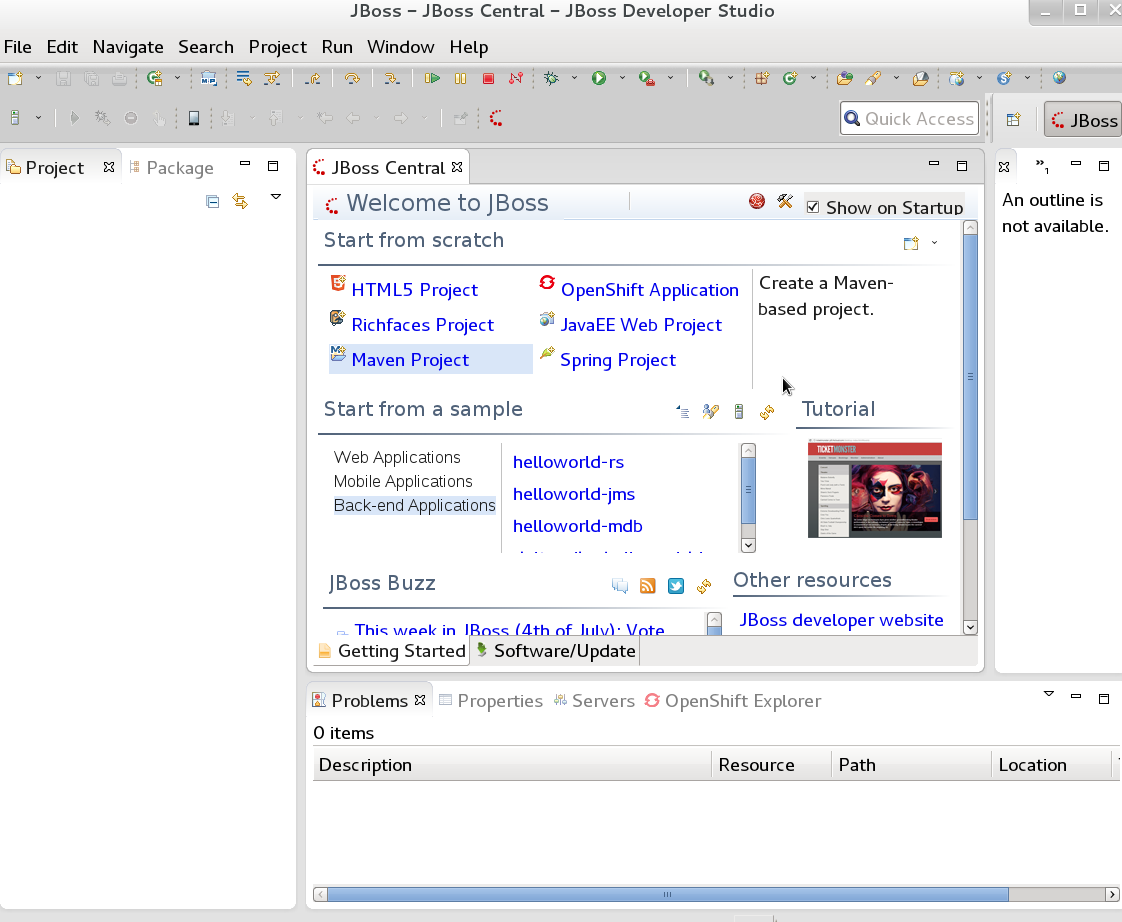 JBoss – JBoss Central – JBoss Developer Studio
File Edit Navigate Search Project Run Window Help
Quick Access
JBoss
Project
Package
JBoss Central
An outline is
not available.
Welcome to JBoss
Show on Startup
Start from scratch
HTML5 Project
OpenShift Application
Richfaces Project
JavaEE Web Project
Maven Project
Spring Project
Create a Maven-
based project.
Start from a sample
Web Applications
Mobile Applications
Back-end Applications
helloworld-rs
helloworld-jms
helloworld-mdb
Tutorial
TICKETMONSTER
JBoss Buzz
This week in JBoss (4th of July): Vote
Other resources
JBoss developer website
Getting Started
Software/Update
Problems
Properties
Servers
OpenShift Explorer
0 items
Description
Resource
Path
Location